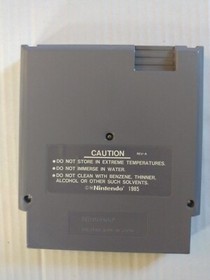 CAUTION
● DO NOT STORE IN EXTREME TEMPERATURES.
● DO NOT IMMERSE IN WATER.
● DO NOT CLEAN WITH BENZENE, THINNER,
ALCOHOL OR OTHER SUCH SOLVENTS.
Nintendo 1985